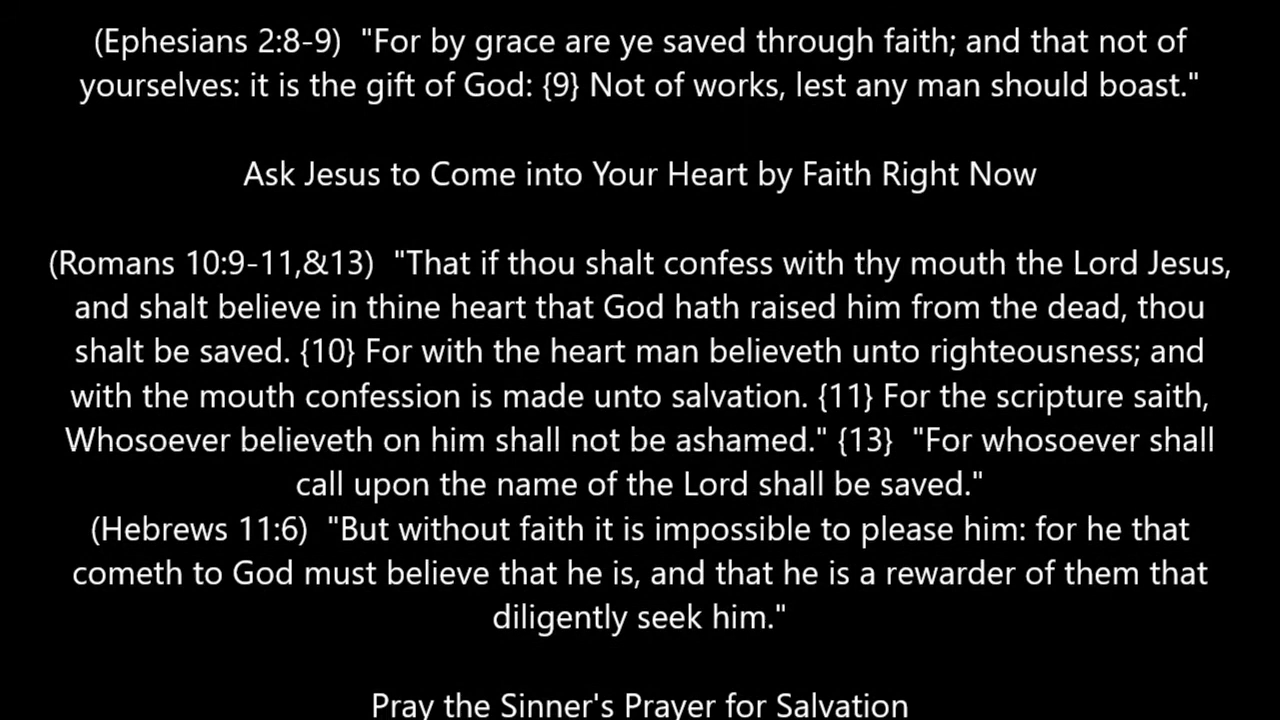 (Ephesians 2:8-9)  "For by grace are ye saved through faith; and that not of
yourselves: it is the gift of God: {9} Not of works, lest any man should boast."
Ask Jesus to Come into Your Heart by Faith Right Now
(Romans 10:9-11,&13)  "That if thou shalt confess with thy mouth the Lord Jesus,
and shalt believe in thine heart that God hath raised him from the dead, thou
shalt be saved. {10} For with the heart man believeth unto righteousness; and
with the mouth confession is made unto salvation. {11} For the scripture saith,
Whosoever believeth on him shall not be ashamed." {13}  "For whosoever shall
call upon the name of the Lord shall be saved."
(Hebrews 11:6)  "But without faith it is impossible to please him: for he that
cometh to God must believe that he is, and that he is a rewarder of them that
diligently seek him."
Pray the Sinner's Prayer for Salvation